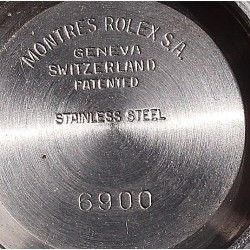 MONTRES ROLEX S.A.
GENEVA
SWITZERLAND
PATENTED
STAINLESS STEEL
6900